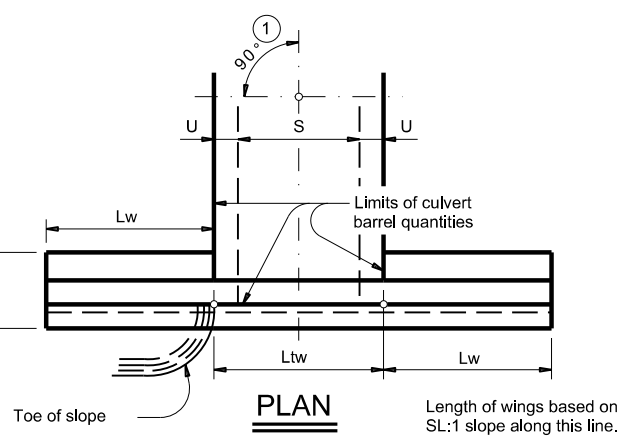 1
90°
U
S
U
Limits of culvert
barrel quantities
Lw
Ltw
Lw
Toe of slope
PLAN
Length of wings based on
SL:1 slope along this line.